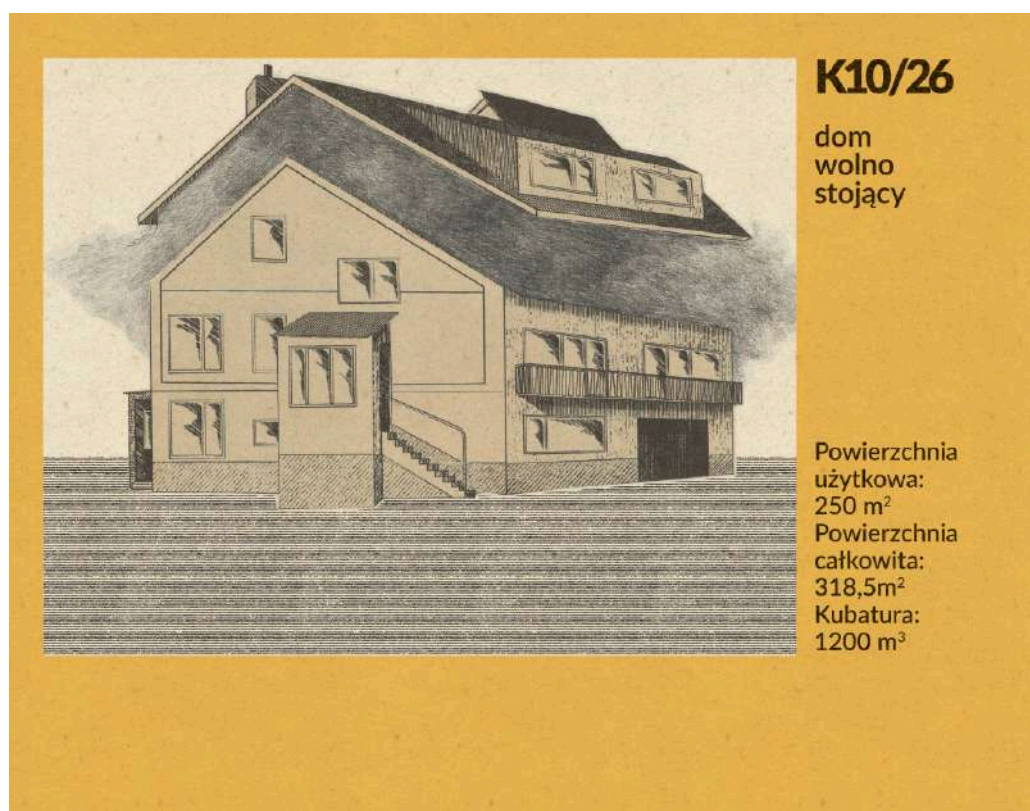 K10/26
dom
wolno
stojący
Powierzchnia
użytkowa:
250 m²
Powierzchnia
całkowita:
318,5m²
Kubatura:
1200 m³